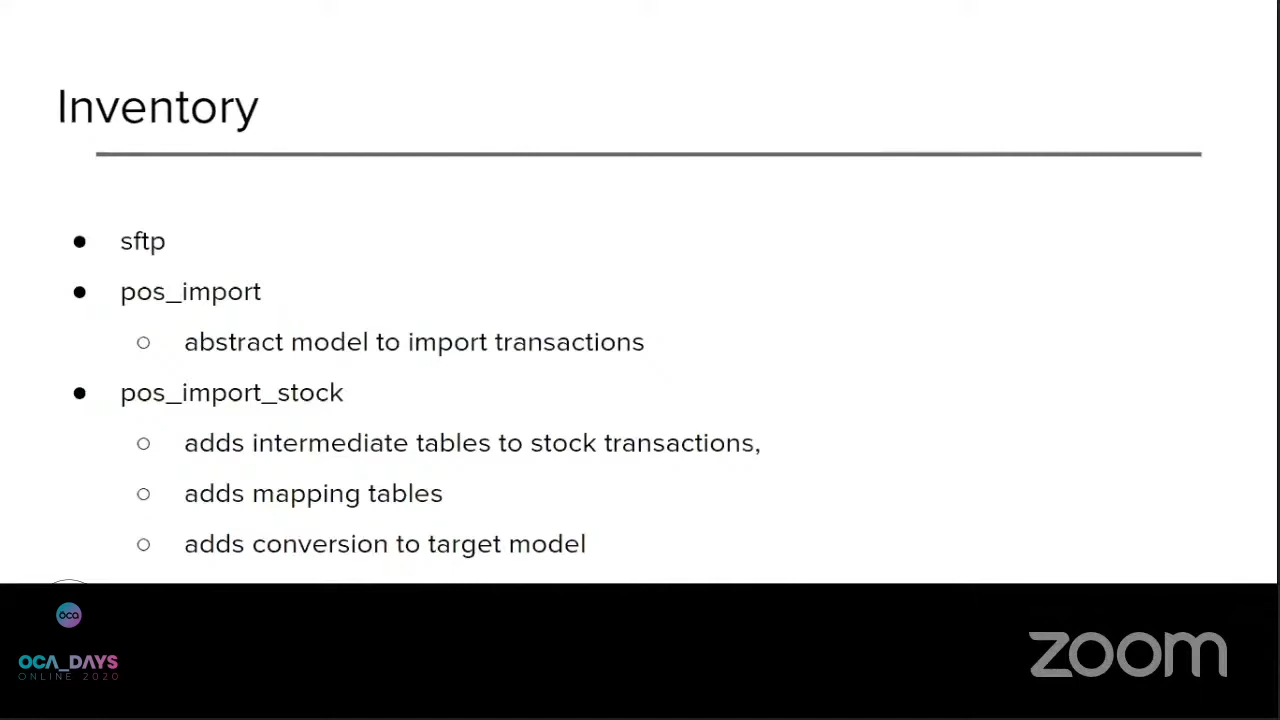 Inventory
● sftp
● pos_import
○ abstract model to import transactions
● pos_import_stock
○ adds intermediate tables to stock transactions,
○ adds mapping tables
○ adds conversion to target model
oca
OCA_DAYS
ONLINE 2020
zoom